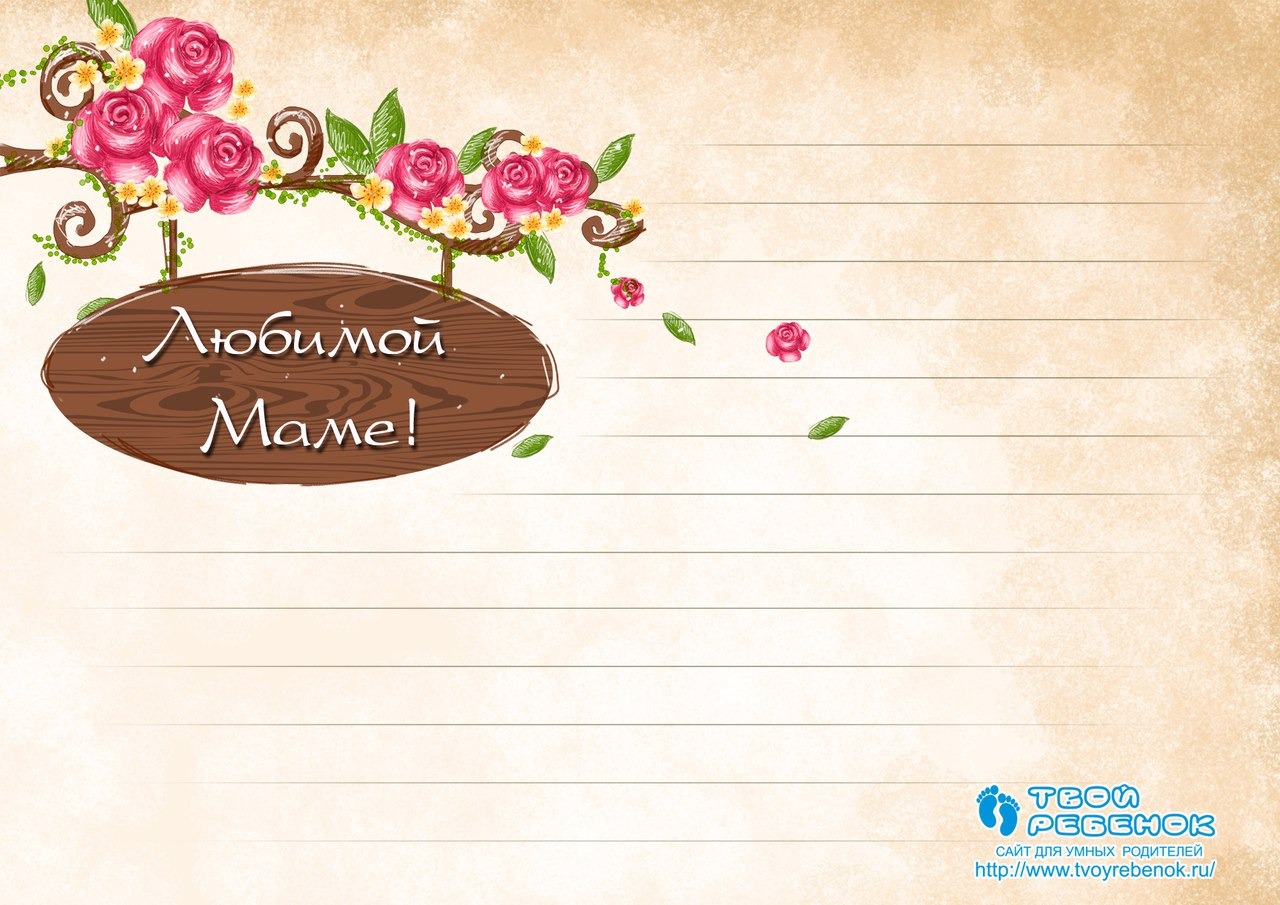 Любимой
Маме!
ТВОЙ
РЕБЕНОК
САЙТ ДЛЯ УМНЫХ РОДИТЕЛЕЙ
http://www.tvoyrebenok.ru/